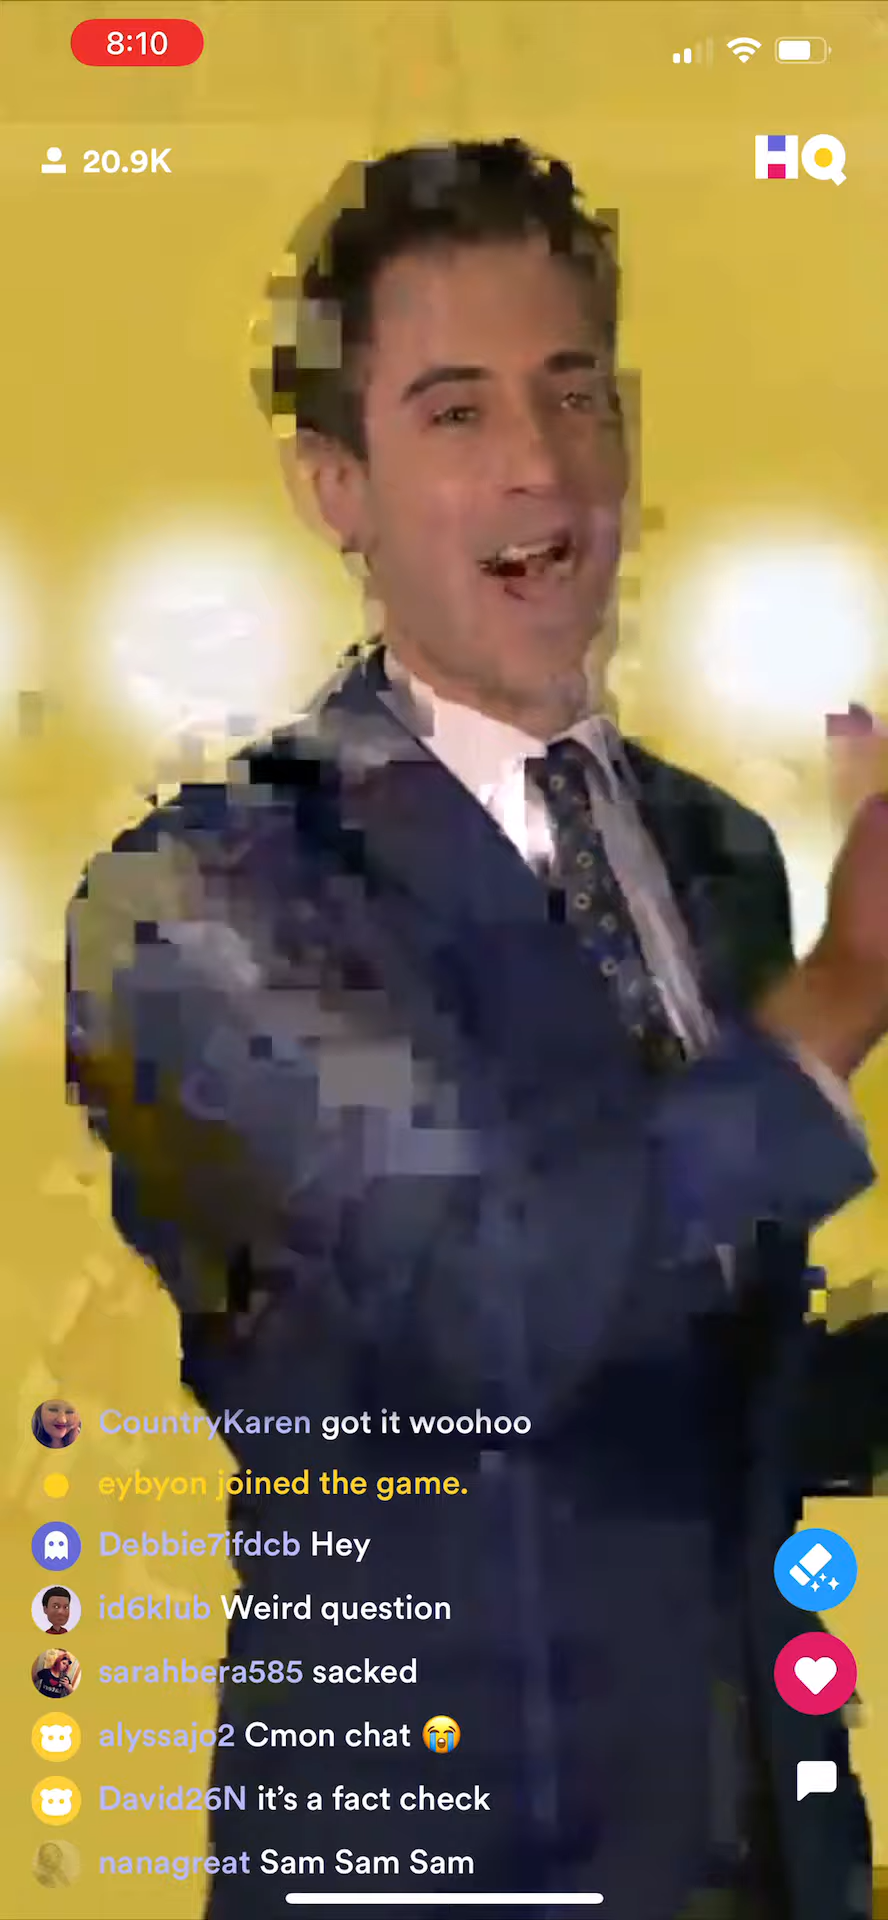 8:10
20.9K
HQ
CountryKaren got it woohoo
eybyon joined the game.
Debbie7ifdcb Hey
id6klub Weird question
sarahbera585 sacked
alyssajo2 Cmon chat 😭
David26N it’s a fact check
nanagreat Sam Sam Sam